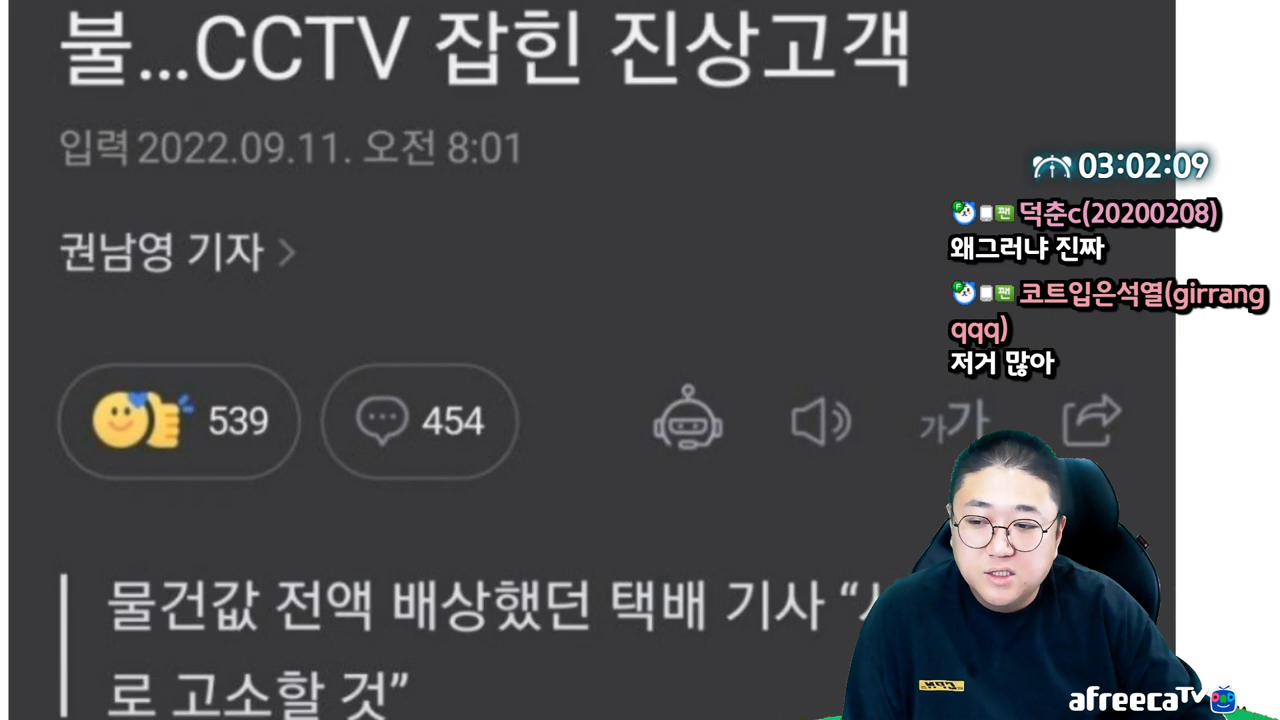 불...CCTV 잡힌 진상고객
입력 2022.09.11. 오전 8:01
권남영 기자
539
454
가가
물건값 전액 배상했던 택배 기사 “
로 고소할 것”
03:02:09
덕춘c(20200208)
왜그러냐 진짜
코트입은석열(girrang
qqq)
저거 많아
afreecaTV